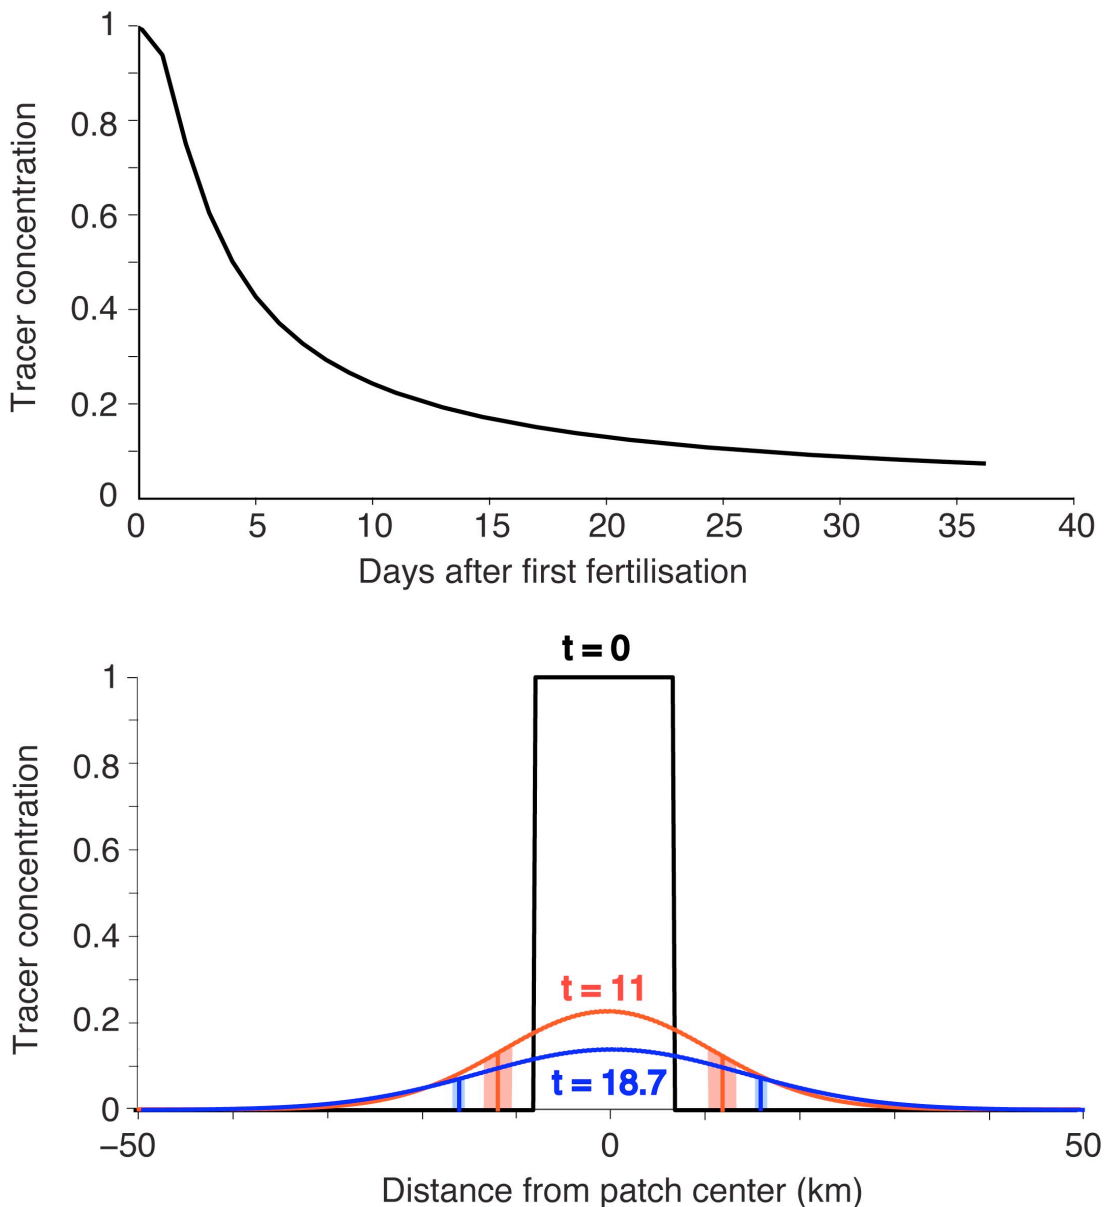 Tracer concentration
1
0.8
0.6
0.4
0.2
0
0 5 10 15 20 25 30 35 40
Days after first fertilisation
t = 0
Tracer concentration
1
0.8
0.6
0.4
0.2
0
t = 11
t = 18.7
−50 0 50
Distance from patch center (km)